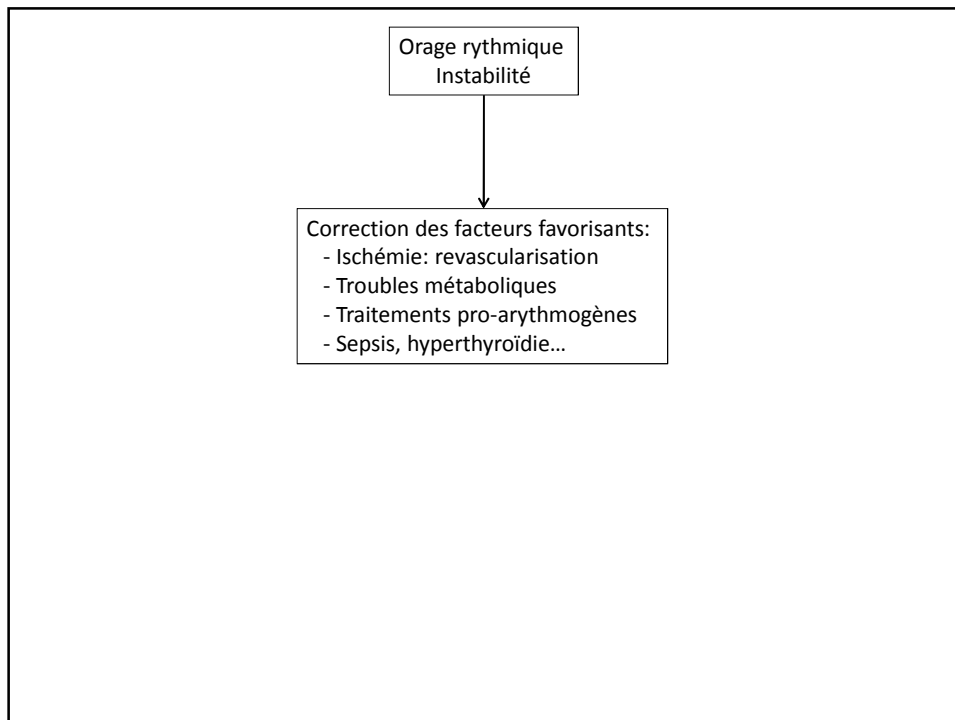 Orage rythmique
Instabilité
Correction des facteurs favorisants:
- Ischémie: revascularisation
- Troubles métaboliques
- Traitements pro-arythmogènes
- Sepsis, hyperthyroïdie…